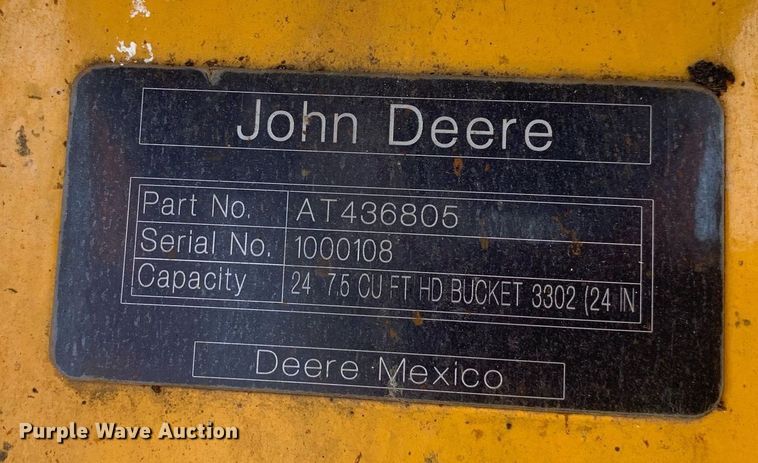 John Deere
Part No. AT436805
Serial No. 1000108
Capacity 24 7.5 CU FT HD BUCKET 3302 (24 IN
Deere Mexico
Purple Wave Auction